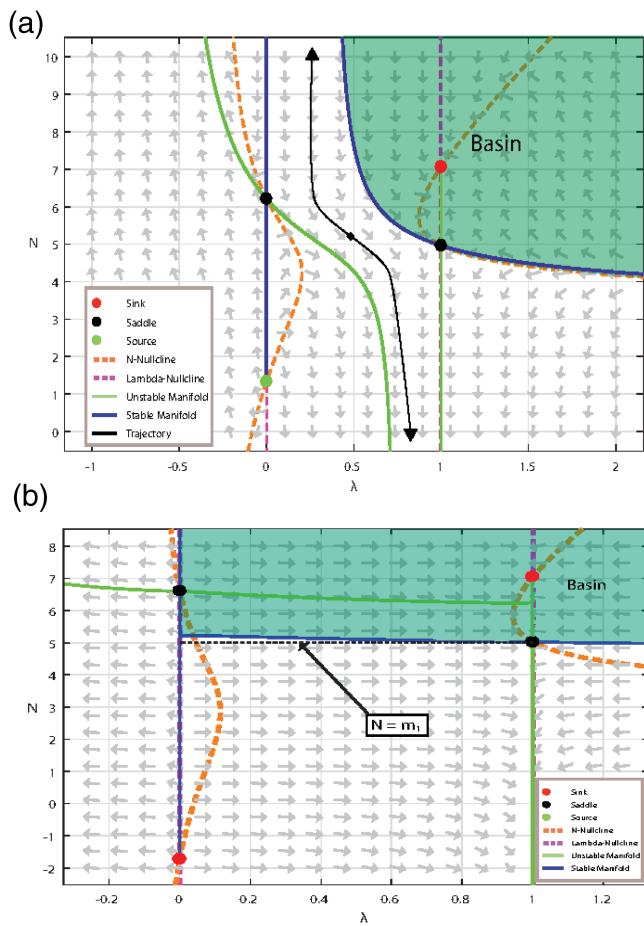 (a)
10
9
8
7
6
5
4
3
2
1
0
N
Basin
Sink
Saddle
Source
N-Nullcline
Lambda-Nullcline
Unstable Manifold
Stable Manifold
Trajectory
-1
-0.5
0
0.5
1
1.5
2
λ
(b)
8
7
6
5
4
3
2
1
0
-1
-2
N
Basin
N = m₁
Sink
Saddle
Source
N-Nullcline
Lambda-Nullcline
Unstable Manifold
Stable Manifold
-0.2
0
0.2
0.4
0.6
0.8
1
1.2
λ